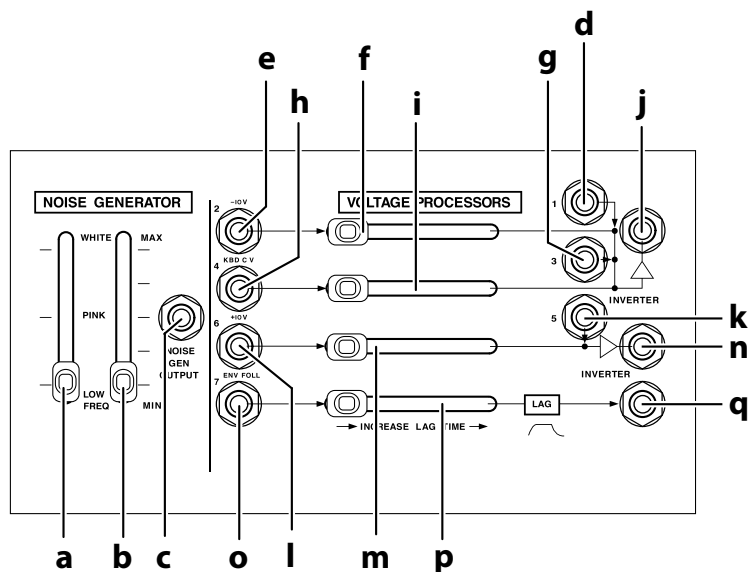 d
e f g
h i j
NOISE GENERATOR VOLTAGE PROCESSORS
2 –10V 1
WHITE MAX
4 KBD C V 3
INVERTER
6 +10V 5
PINK
k
NOISE GEN OUTPUT
n
7 ENV FOLL INVERTER
LOW FREQ MIN
LAG
q
INCREASE LAG TIME
a b c o l m p